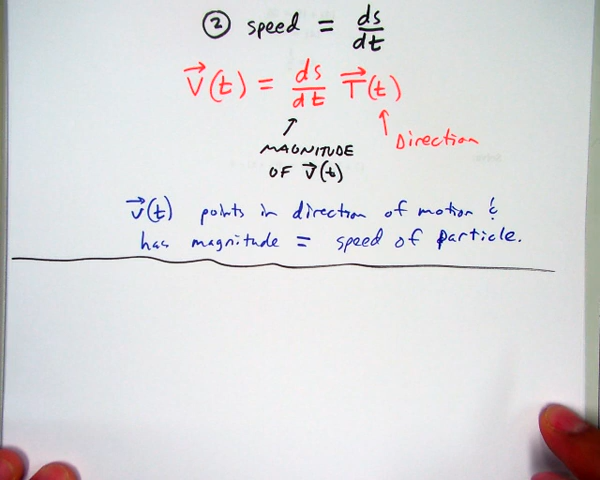 ② speed = ds/dt
V⃗(t) = ds/dt T⃗(t)
Direction
MAGNITUDE
OF V⃗(t)
V⃗(t) points in direction of motion &
has magnitude = speed of particle.